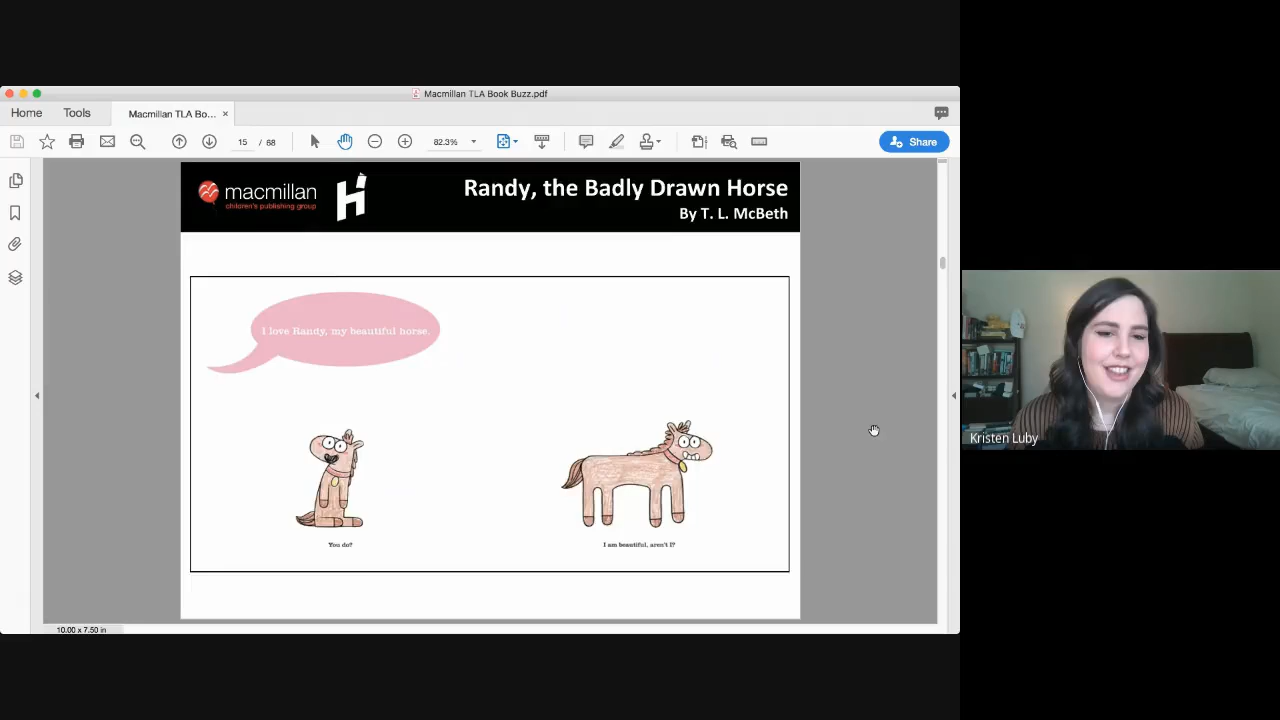 Macmillan TLA Book Buzz.pdf
Home
Tools
Macmillan TLA Bo...
15 / 68
82.3%
Share
macmillan
children's publishing group
H
Randy, the Badly Drawn Horse
By T. L. McBeth
I love Randy, my beautiful horse.
You do?
I am beautiful, aren't I?
Kristen Luby
10.00 x 7.50 in